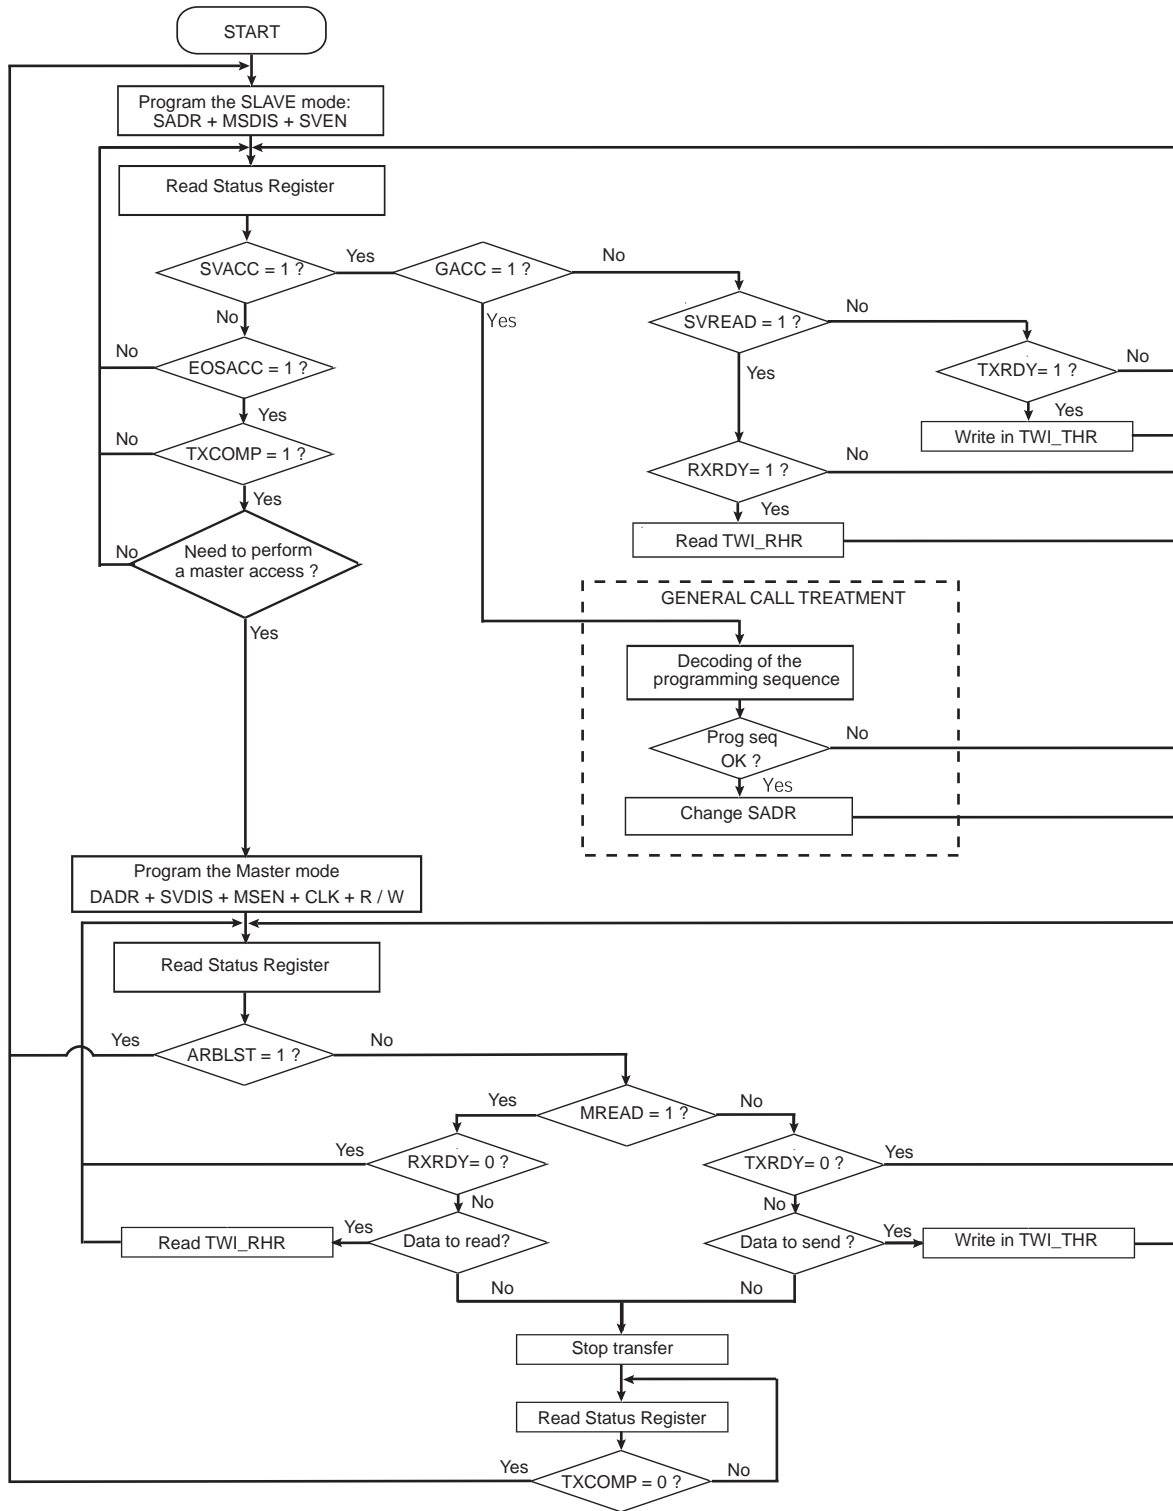 START
Program the SLAVE mode:
SADR + MSDIS + SVEN
Read Status Register
SVACC = 1 ?
Yes
GACC = 1 ?
No
No
Yes
SVREAD = 1 ?
No
EOSACC = 1 ?
No
Yes
TXRDY= 1 ?
No
Yes
Yes
Write in TWI_THR
TXCOMP = 1 ?
No
RXRDY= 1 ?
No
Yes
Yes
Read TWI_RHR
Need to perform
a master access ?
No
Yes
GENERAL CALL TREATMENT
Decoding of the
programming sequence
Prog seq
OK ?
No
Yes
Change SADR
Program the Master mode
DADR + SVDIS + MSEN + CLK + R / W
Read Status Register
Yes
ARBLST = 1 ?
No
Yes
MREAD = 1 ?
No
Yes
RXRDY= 0 ?
TXRDY= 0 ?
Yes
No
No
Read TWI_RHR
Yes
Data to read?
Data to send ?
Yes
Write in TWI_THR
No
No
Stop transfer
Read Status Register
Yes
TXCOMP = 0 ?
No